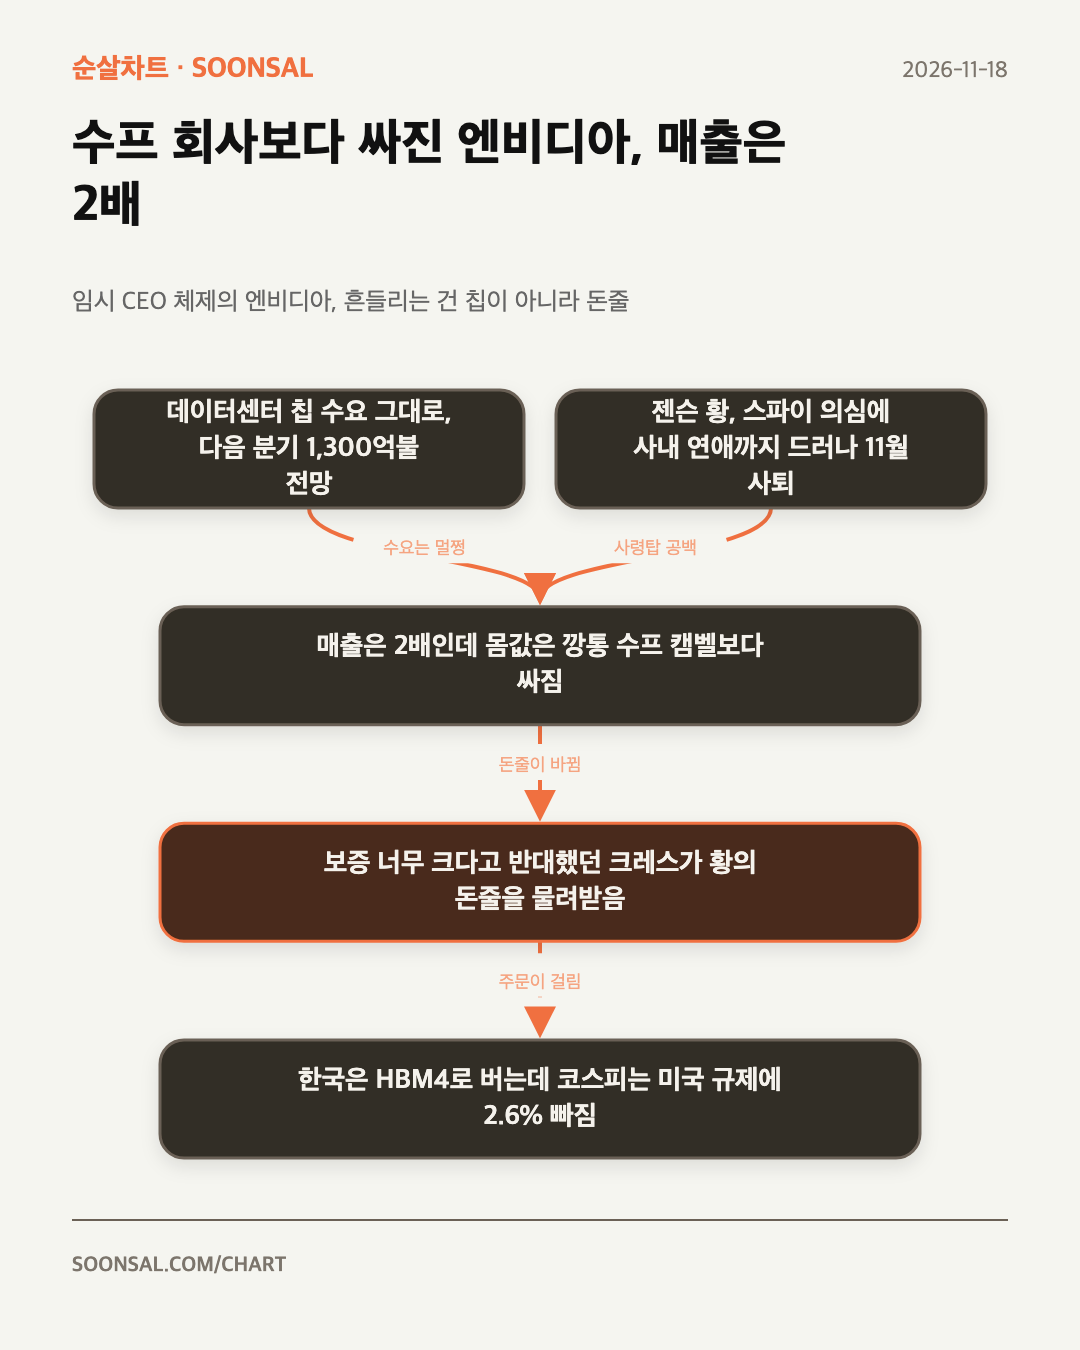 순살차트 · SOONSAL
2026-11-18
수프 회사보다 싸진 엔비디아, 매출은
2배
임시 CEO 체제의 엔비디아, 흔들리는 건 칩이 아니라 돈줄
데이터센터 칩 수요 그대로,
다음 분기 1,300억불
전망
젠슨 황, 스파이 의심에
사내 연애까지 드러나 11월
사퇴
수요는 멀쩡
사령탑 공백
매출은 2배인데 몸값은 깡통 수프 캠벨보다
싸짐
돈줄이 바뀜
보증 너무 크다고 반대했던 크레스가 황의
돈줄을 물려받음
주문이 걸림
한국은 HBM4로 버는데 코스피는 미국 규제에
2.6% 빠짐
SOONSAL.COM/CHART